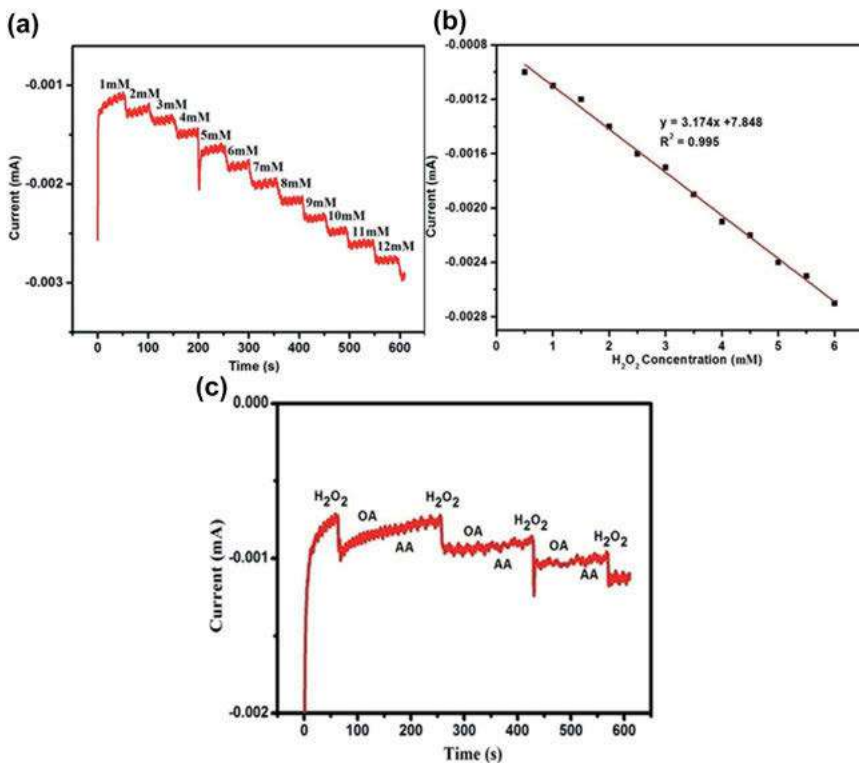 (a)
-0.001
-0.002
-0.003
Current (mA)
1mM
2mM
3mM
4mM
5mM
6mM
7mM
8mM
9mM
10mM
11mM
12mM
0 100 200 300 400 500 600
Time (s)
(b)
-0.0008
-0.0012
-0.0016
-0.0020
-0.0024
-0.0028
Current (mA)
y = 3.174x +7.848
R² = 0.995
0 1 2 3 4 5 6
H₂O₂ Concentration (mM)
(c)
0.000
-0.001
-0.002
Current (mA)
H₂O₂
OA
AA
H₂O₂
OA
AA
H₂O₂
OA
AA
H₂O₂
0 100 200 300 400 500 600
Time (s)